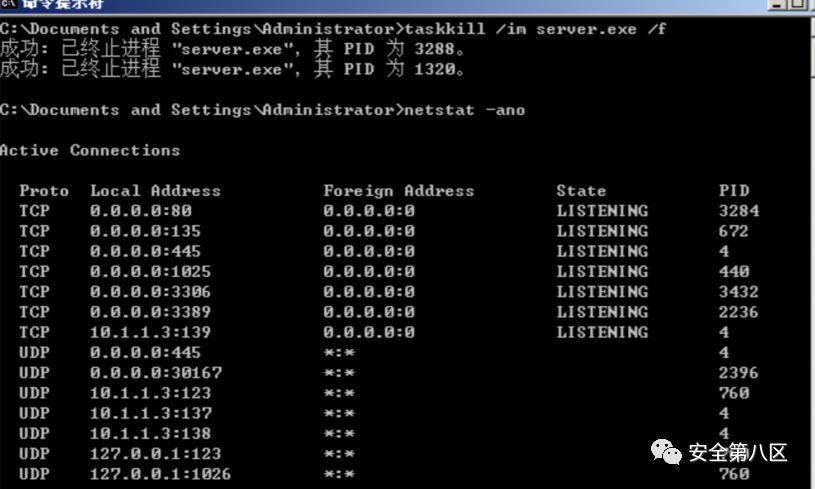 命令提示符
C:\Documents and Settings\Administrator>taskkill /im server.exe /f
成功: 已终止进程 "server.exe", 其 PID 为 3288。
成功: 已终止进程 "server.exe", 其 PID 为 1320。
C:\Documents and Settings\Administrator>netstat -ano
Active Connections
Proto Local Address Foreign Address State PID
TCP 0.0.0.0:80 0.0.0.0:0 LISTENING 3284
TCP 0.0.0.0:135 0.0.0.0:0 LISTENING 672
TCP 0.0.0.0:445 0.0.0.0:0 LISTENING 4
TCP 0.0.0.0:1025 0.0.0.0:0 LISTENING 440
TCP 0.0.0.0:3306 0.0.0.0:0 LISTENING 3432
TCP 0.0.0.0:3389 0.0.0.0:0 LISTENING 2236
TCP 10.1.1.3:139 0.0.0.0:0 LISTENING 4
UDP 0.0.0.0:445 *:* 4
UDP 0.0.0.0:30167 *:* 2396
UDP 10.1.1.3:123 *:* 760
UDP 10.1.1.3:137 *:* 4
UDP 10.1.1.3:138 *:* 4
UDP 127.0.0.1:123 *:*
UDP 127.0.0.1:1026 *:* 760
安全第八区